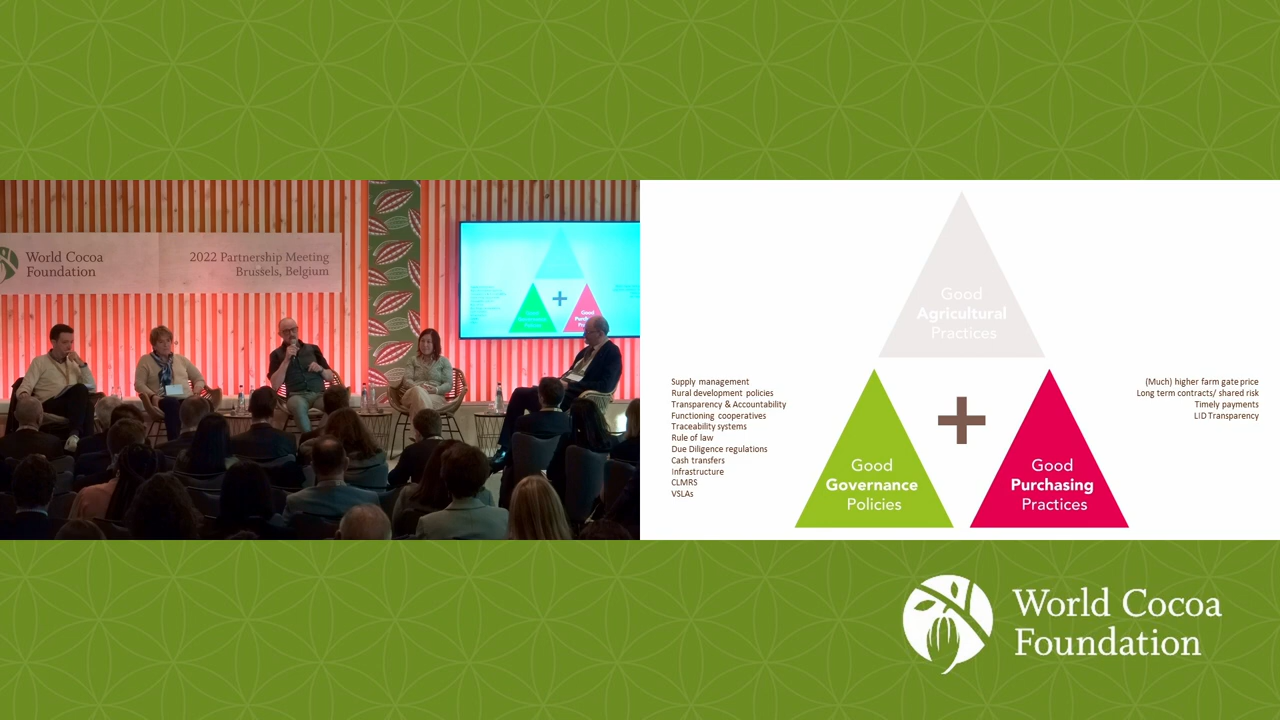 World Cocoa
Foundation
2022 Partnership Meeting
Brussels, Belgium
Good
Agricultural
Practices
Supply management
Rural development policies
Transparency & Accountability
Functioning cooperatives
Traceability systems
Rule of law
Due Diligence regulations
Cash transfers
Infrastructure
CLMRS
VSLAs
+
Good
Governance
Policies
Good
Purchasing
Practices
(Much) higher farm gate price
Long term contracts/ shared risk
Timely payments
LID Transparency
World Cocoa
Foundation